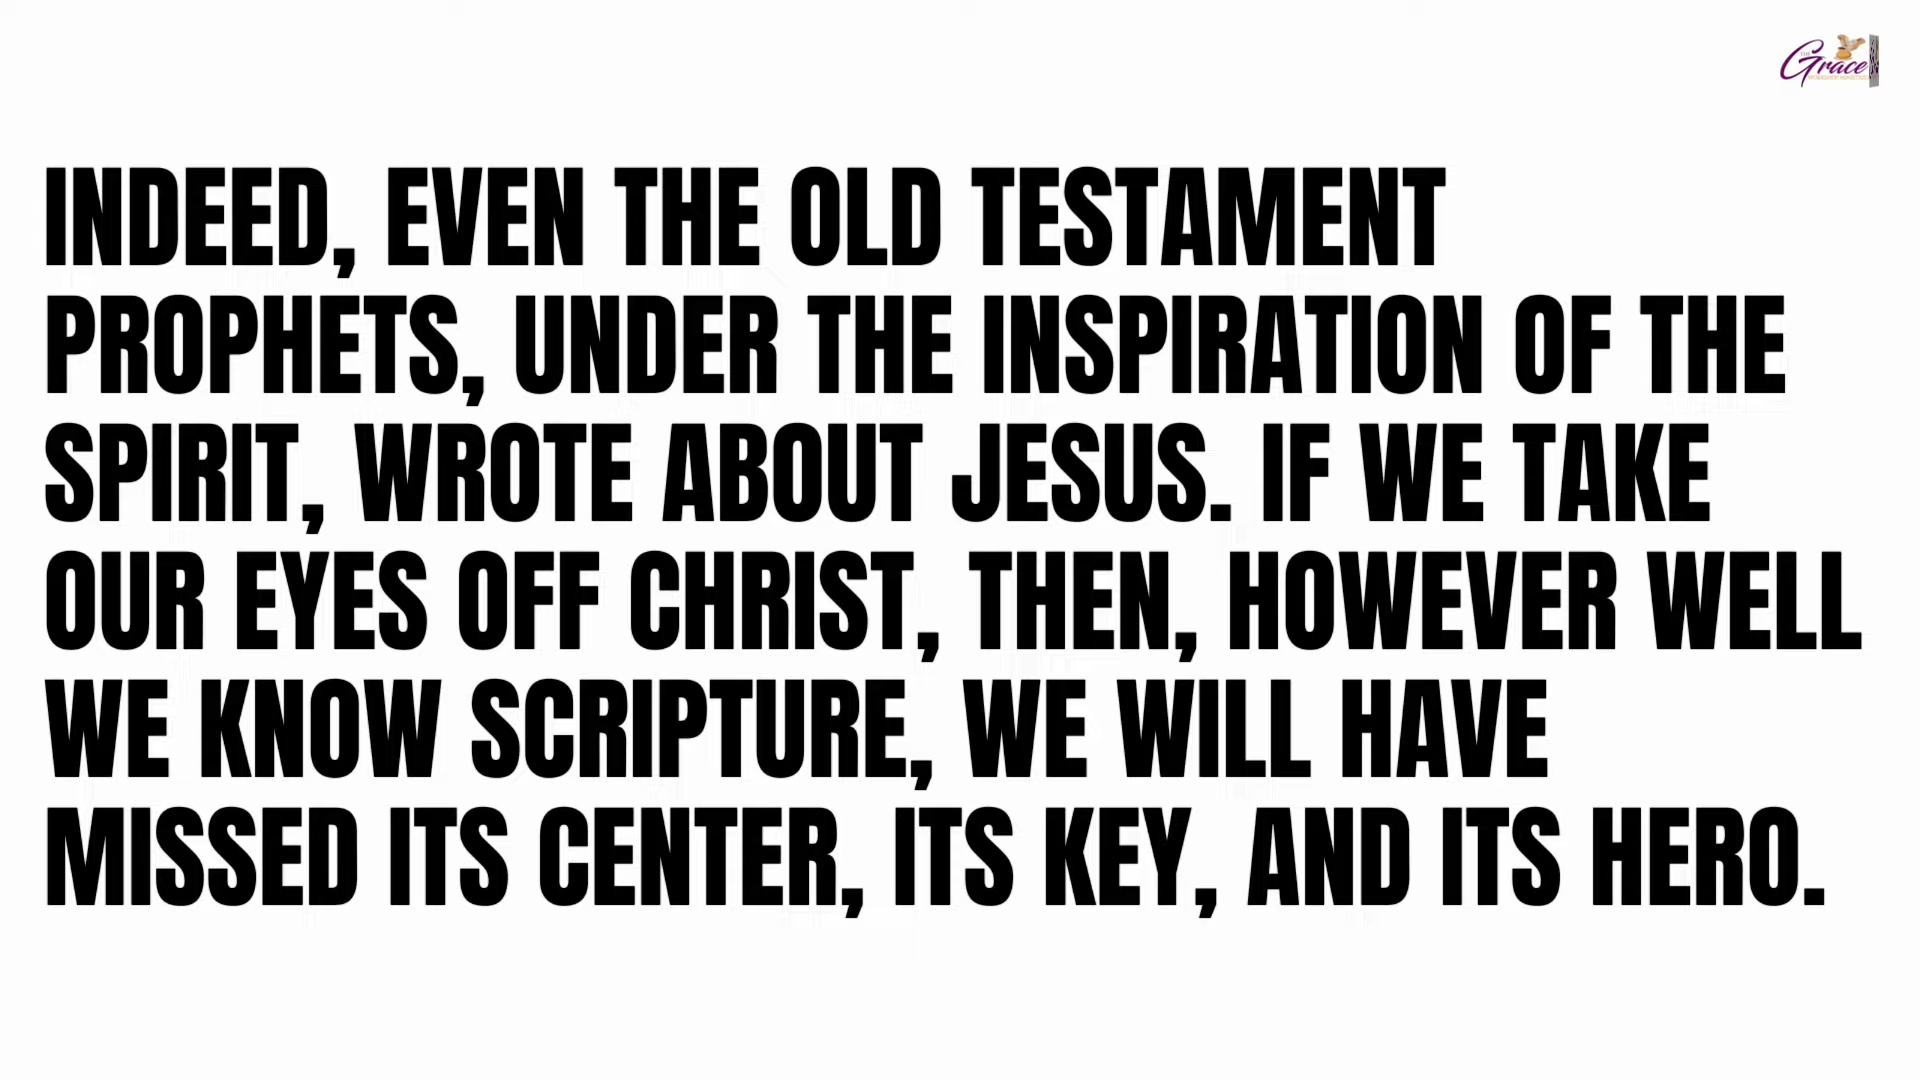 Grace
INDEED, EVEN THE OLD TESTAMENT
PROPHETS, UNDER THE INSPIRATION OF THE
SPIRIT, WROTE ABOUT JESUS. IF WE TAKE
OUR EYES OFF CHRIST, THEN, HOWEVER WELL
WE KNOW SCRIPTURE, WE WILL HAVE
MISSED ITS CENTER, ITS KEY, AND ITS HERO.